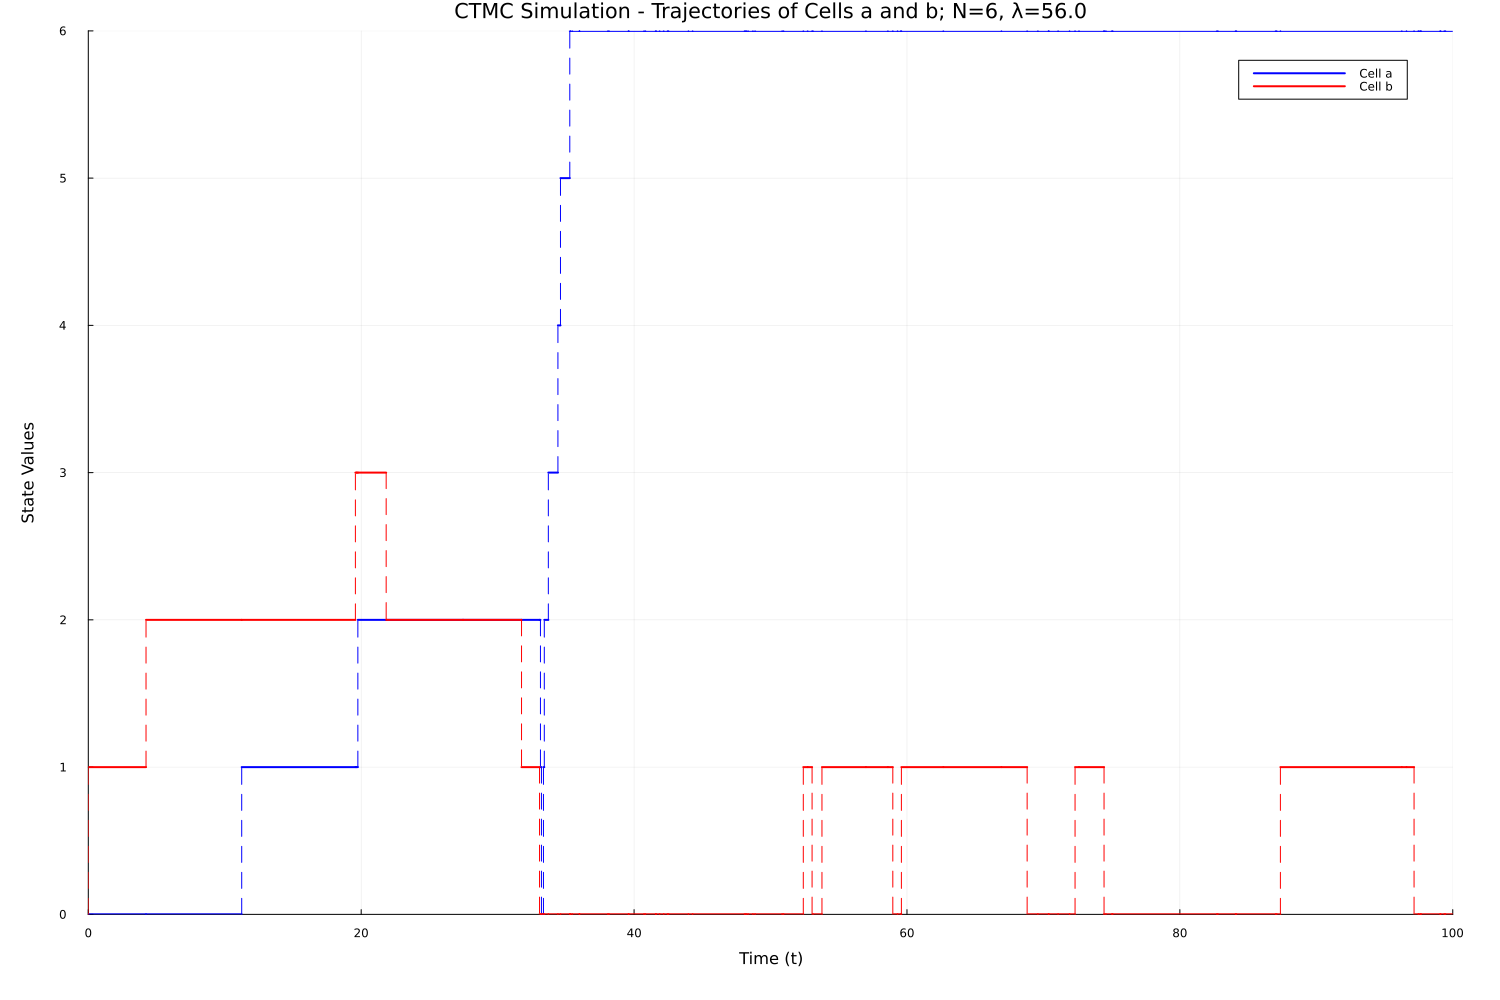 CTMC Simulation - Trajectories of Cells a and b; N=6, λ=56.0
6
Cell a
Cell b
5
4
State Values
3
2
1
0
0 20 40 60 80 100
Time (t)